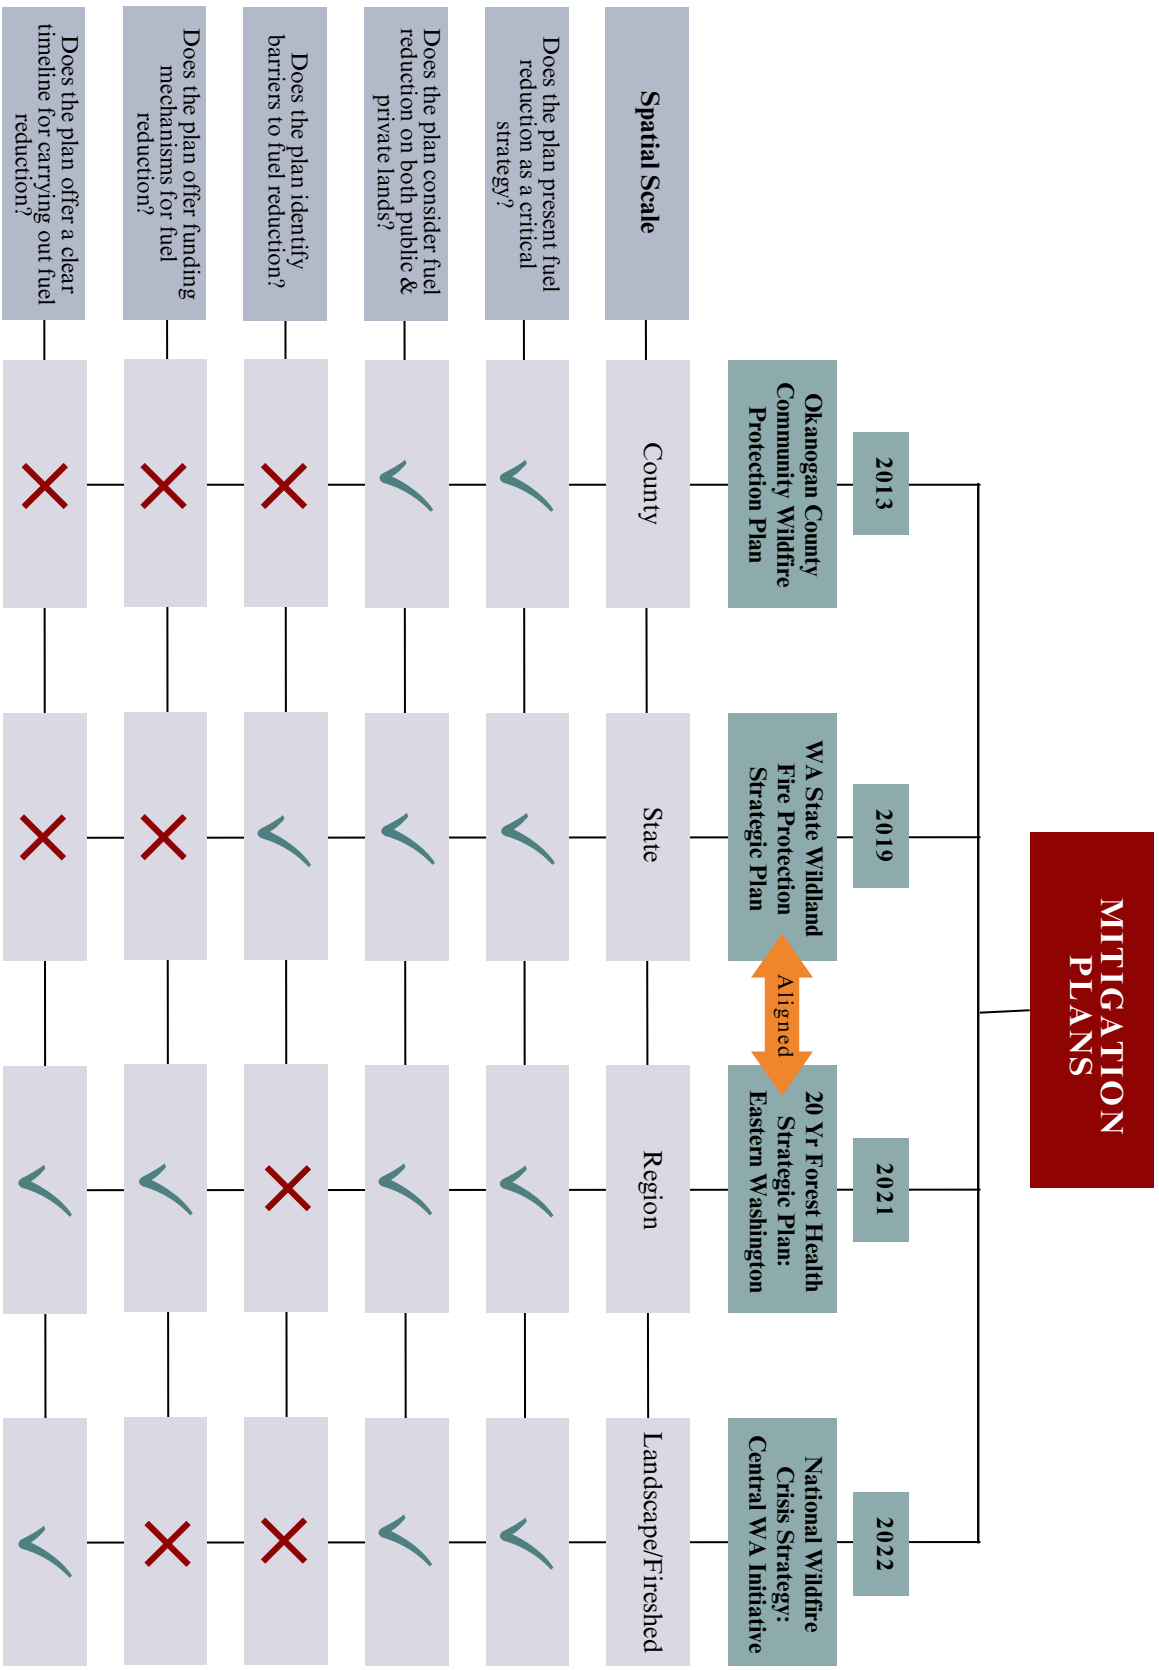 MITIGATION
PLANS
2013
2019
2021
2022
Okanogan County
Community Wildfire
Protection Plan
WA State Wildland
Fire Protection
Strategic Plan
Aligned
20 Yr Forest Health
Strategic Plan:
Eastern Washington
National Wildfire
Crisis Strategy:
Central WA Initiative
Spatial Scale
County
State
Region
Landscape/Fireshed
Does the plan present fuel
reduction as a critical
strategy?
Does the plan consider fuel
reduction on both public &
private lands?
Does the plan identify
barriers to fuel reduction?
Does the plan offer funding
mechanisms for fuel
reduction?
Does the plan offer a clear
timeline for carrying out fuel
reduction?